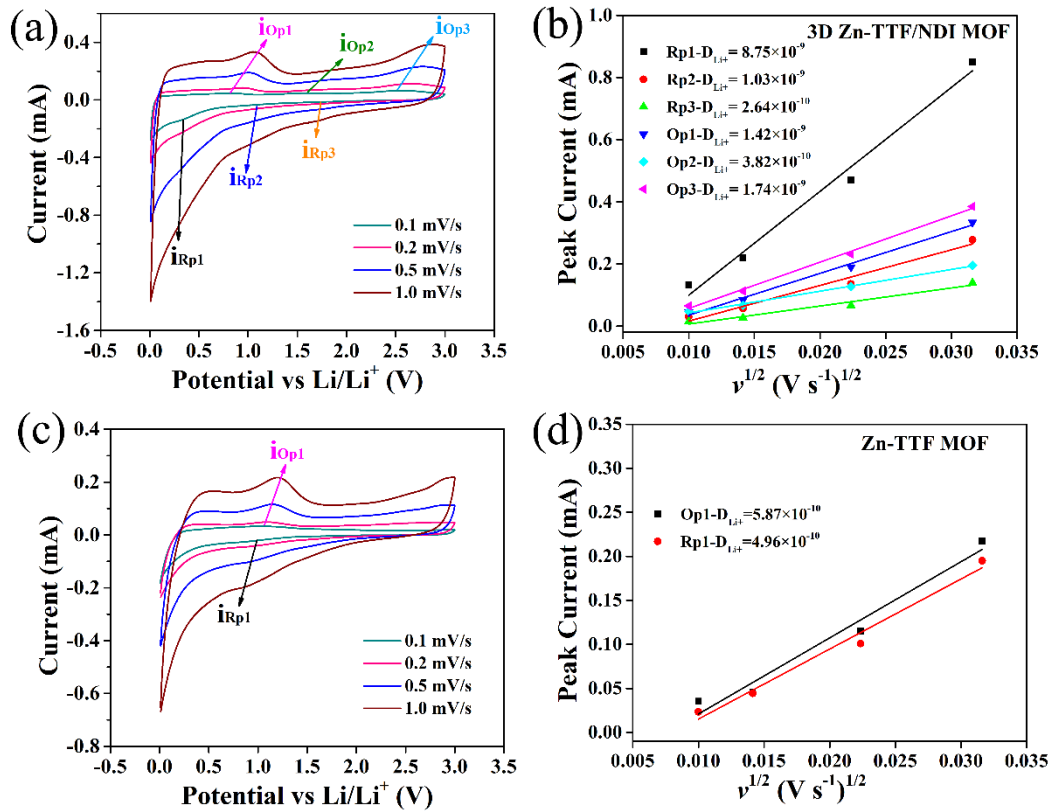 (a)
iOp1
iOp2
iOp3
0.4
0.0
-0.4
-0.8
-1.2
-1.6
Current (mA)
iRp1
iRp2
iRp3
0.1 mV/s
0.2 mV/s
0.5 mV/s
1.0 mV/s
-0.5 0.0 0.5 1.0 1.5 2.0 2.5 3.0 3.5
Potential vs Li/Li⁺ (V)
(b)
3D Zn-TTF/NDI MOF
Rp1-D_Li+= 8.75×10⁻⁹
Rp2-D_Li+= 1.03×10⁻⁹
Rp3-D_Li+= 2.64×10⁻¹⁰
Op1-D_Li+= 1.42×10⁻⁹
Op2-D_Li+= 3.82×10⁻¹⁰
Op3-D_Li+= 1.74×10⁻⁹
1.0
0.8
0.6
0.4
0.2
0.0
Peak Current (mA)
0.005 0.010 0.015 0.020 0.025 0.030 0.035
ν^1/2 (V s⁻¹)^1/2
(c)
iOp1
0.4
0.2
0.0
-0.2
-0.4
-0.6
-0.8
Current (mA)
iRp1
0.1 mV/s
0.2 mV/s
0.5 mV/s
1.0 mV/s
-0.5 0.0 0.5 1.0 1.5 2.0 2.5 3.0 3.5
Potential vs Li/Li⁺ (V)
(d)
Zn-TTF MOF
Op1-D_Li+=5.87×10⁻¹⁰
Rp1-D_Li+=4.96×10⁻¹⁰
0.35
0.30
0.25
0.20
0.15
0.10
0.05
0.00
Peak Current (mA)
0.005 0.010 0.015 0.020 0.025 0.030 0.035
ν^1/2 (V s⁻¹)^1/2